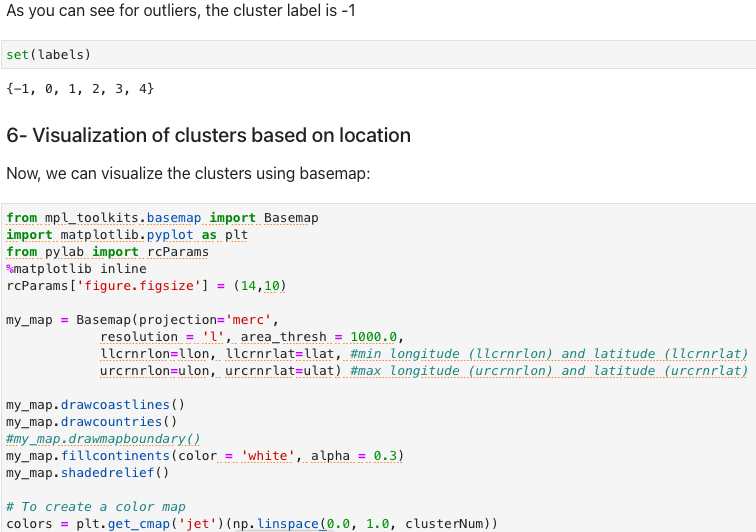 As you can see for outliers, the cluster label is -1
set(labels)
{-1, 0, 1, 2, 3, 4}
6- Visualization of clusters based on location
Now, we can visualize the clusters using basemap:
from mpl_toolkits.basemap import Basemap
import matplotlib.pyplot as plt
from pylab import rcParams
%matplotlib inline
rcParams['figure.figsize'] = (14,10)
my_map = Basemap(projection='merc',
            resolution = 'l', area_thresh = 1000.0,
            llcrnrlon=llon, llcrnrlat=llat, #min longitude (llcrnrlon) and latitude (llcrnrlat)
            urcrnrlon=ulon, urcrnrlat=ulat) #max longitude (urcrnrlon) and latitude (urcrnrlat)
my_map.drawcoastlines()
my_map.drawcountries()
#my_map.drawmapboundary()
my_map.fillcontinents(color = 'white', alpha = 0.3)
my_map.shadedrelief()
# To create a color map
colors = plt.get_cmap('jet')(np.linspace(0.0, 1.0, clusterNum))